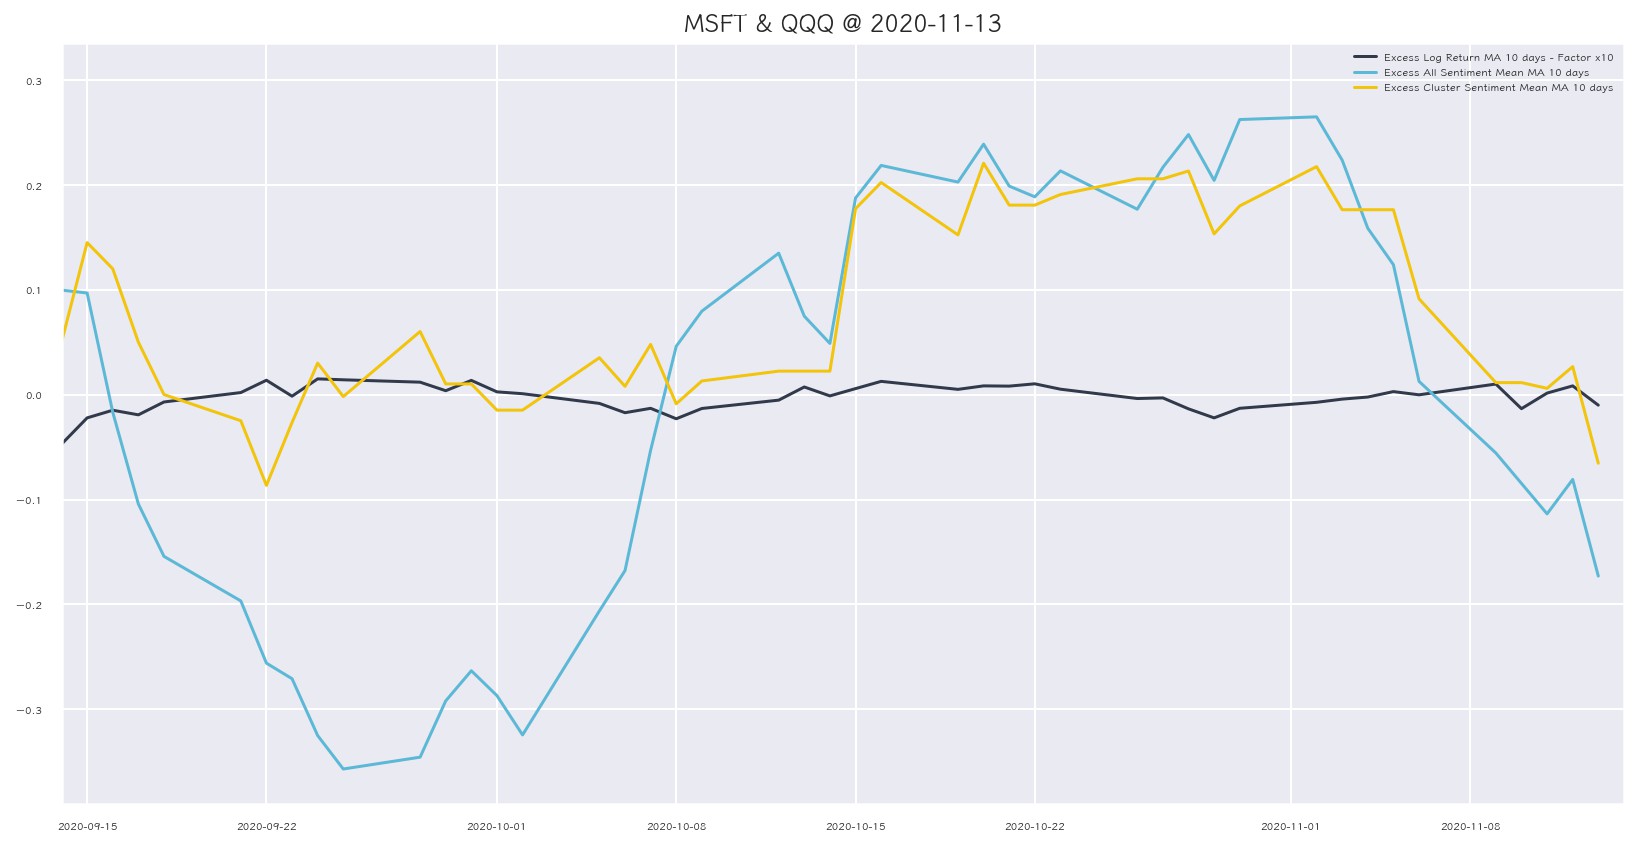 MSFT & QQQ @ 2020-11-13
Excess Log Return MA 10 days - Factor x10
Excess All Sentiment Mean MA 10 days
Excess Cluster Sentiment Mean MA 10 days
0.3
0.2
0.1
0.0
−0.1
−0.2
−0.3
2020-09-15 2020-09-22 2020-10-01 2020-10-08 2020-10-15 2020-10-22 2020-11-01 2020-11-08